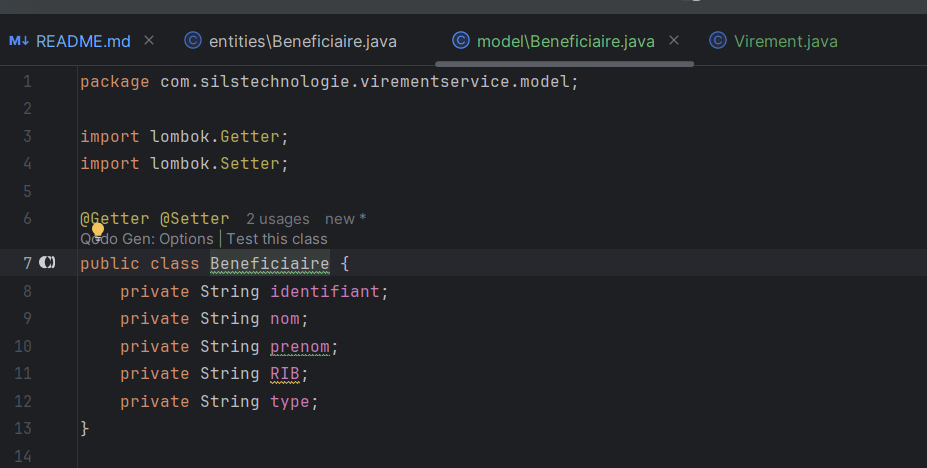 M↓ README.md × © entities\Beneficiaire.java © model\Beneficiaire.java × © Virement.java
1 package com.silstechnologie.virementservice.model;
2
3 import lombok.Getter;
4 import lombok.Setter;
5
6 @Getter @Setter 2 usages new *
Qodo Gen: Options | Test this class
7 public class Beneficiaire {
8 private String identifiant;
9 private String nom;
10 private String prenom;
11 private String RIB;
12 private String type;
13 }
14